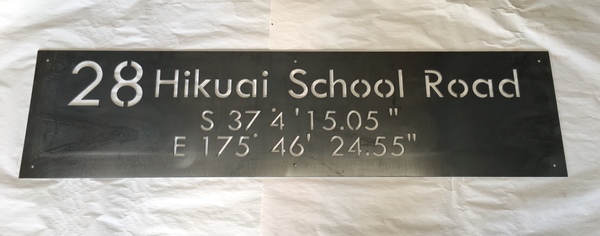 28 Hikuai School Road
S 37° 4 ' 15.05 "
E 175° 46' 24.55"